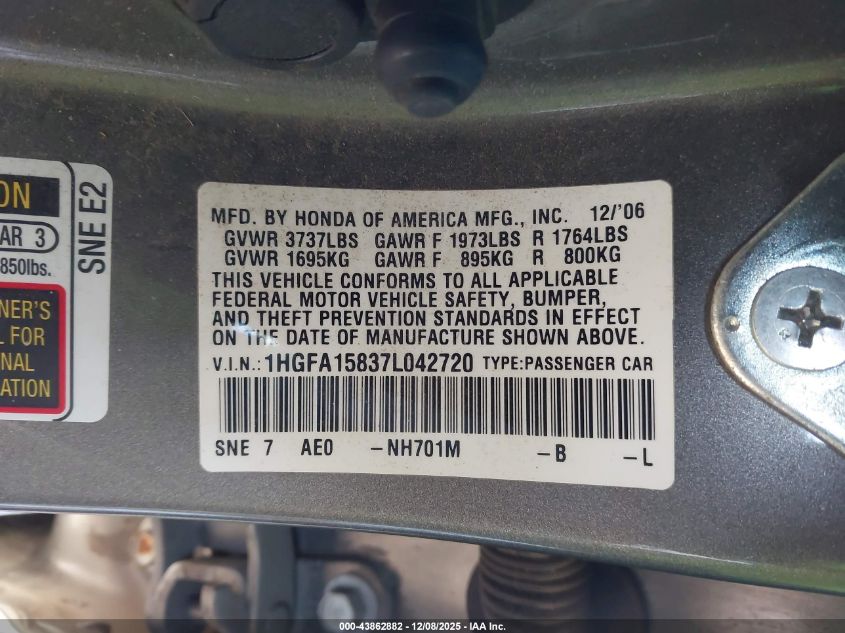 ON
AR 3
850lbs.
SNE E2
NER'S
L FOR
NAL
ATION
MFD. BY HONDA OF AMERICA MFG., INC. 12/'06
GVWR 3737LBS GAWR F 1973LBS R 1764LBS
GVWR 1695KG GAWR F 895KG R 800KG
THIS VEHICLE CONFORMS TO ALL APPLICABLE
FEDERAL MOTOR VEHICLE SAFETY, BUMPER,
AND THEFT PREVENTION STANDARDS IN EFFECT
ON THE DATE OF MANUFACTURE SHOWN ABOVE.
V.I.N.: 1HGFA15837L042720 TYPE:PASSENGER CAR
SNE 7 AE0 -NH701M -B -L
000-43862882 - 12/08/2025 - IAA Inc.